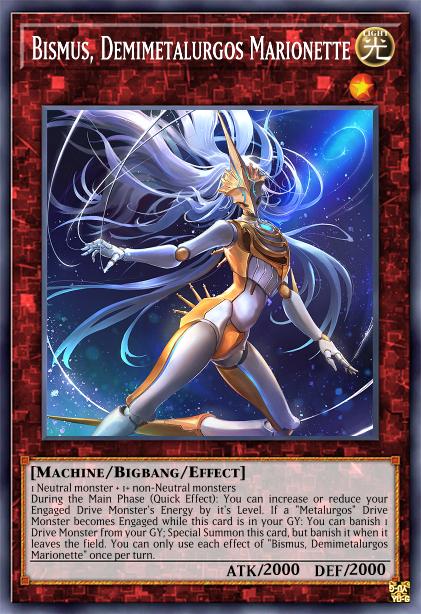 BISMUS, DEMIMETALURGOS MARIONETTE
LIGHT
光
[MACHINE/BIGBANG/EFFECT]
1 Neutral monster + 1+ non-Neutral monsters
During the Main Phase (Quick Effect): You can increase or reduce your
Engaged Drive Monster's Energy by it's Level. If a "Metalurgos" Drive
Monster becomes Engaged while this card is in your GY: You can banish 1
Drive Monster from your GY; Special Summon this card, but banish it when it
leaves the field. You can only use each effect of "Bismus, Demimetalurgos
Marionette" once per turn.
ATK/2000 DEF/2000